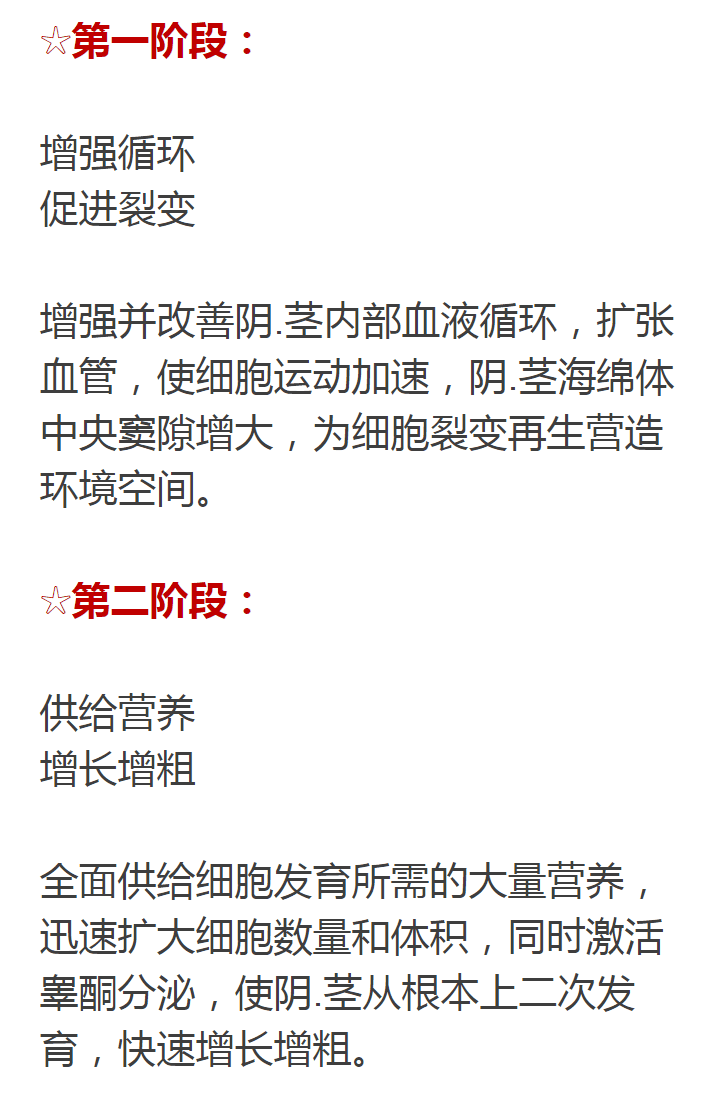 ☆第一阶段：
增强循环
促进裂变
增强并改善阴.茎内部血液循环，扩张
血管，使细胞运动加速，阴.茎海绵体
中央窦隙增大，为细胞裂变再生营造
环境空间。
☆第二阶段：
供给营养
增长增粗
全面供给细胞发育所需的大量营养，
迅速扩大细胞数量和体积，同时激活
睾酮分泌，使阴.茎从根本上二次发
育，快速增长增粗。